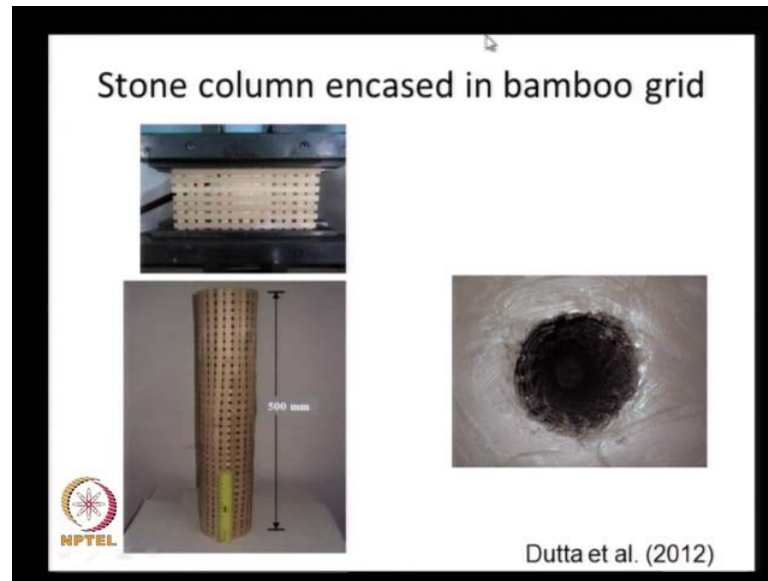 Stone column encased in bamboo grid
500 mm
NPTEL
Dutta et al. (2012)